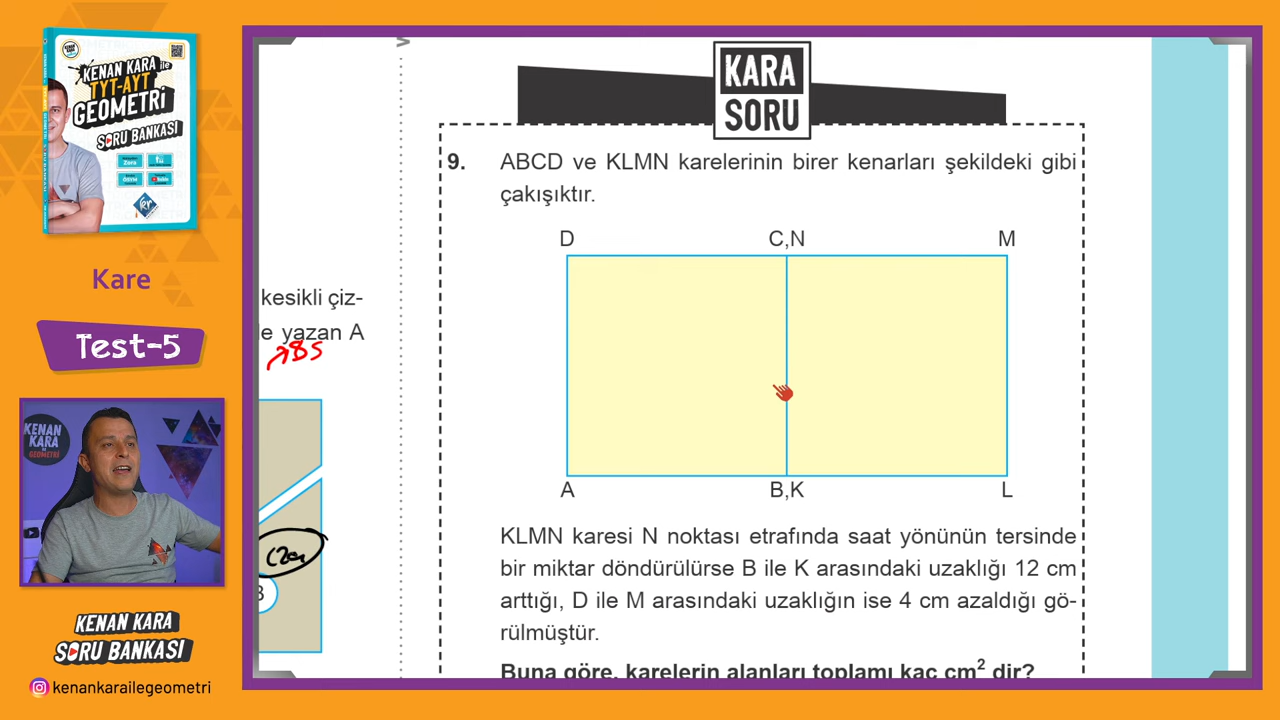 KENAN KARA ile
TYT-AYT
GEOMETRİ
SORU BANKASI
Kare
Test-5
KENAN
KARA
GEOMETRİ
KENAN KARA
SORU BANKASI
kenankarailegeometri
kesikli çiz-
le yazan A
85
B
KARA
SORU
9. ABCD ve KLMN karelerinin birer kenarları şekildeki gibi
çakışıktır.
D C,N M
A B,K L
KLMN karesi N noktası etrafında saat yönünün tersinde
bir miktar döndürülürse B ile K arasındaki uzaklığı 12 cm
arttığı, D ile M arasındaki uzaklığın ise 4 cm azaldığı gö-
rülmüştür.
Buna göre, karelerin alanları toplamı kaç cm² dir?